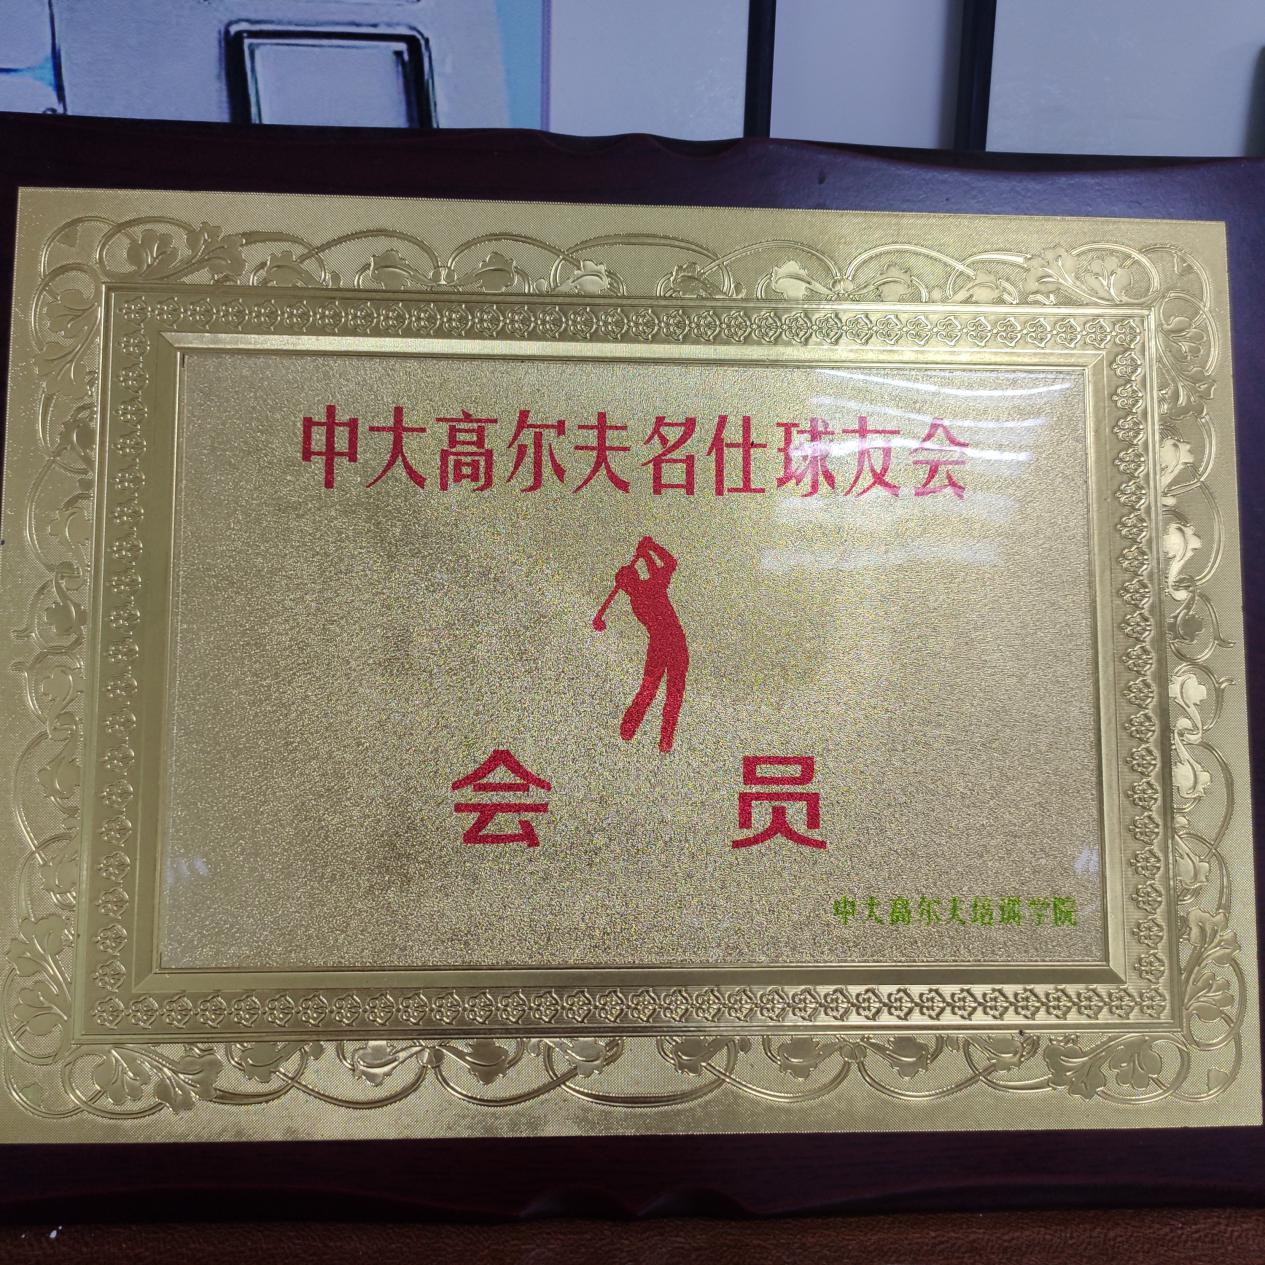 中大高尔夫名仕球友会
会员
中大高尔夫培训学院